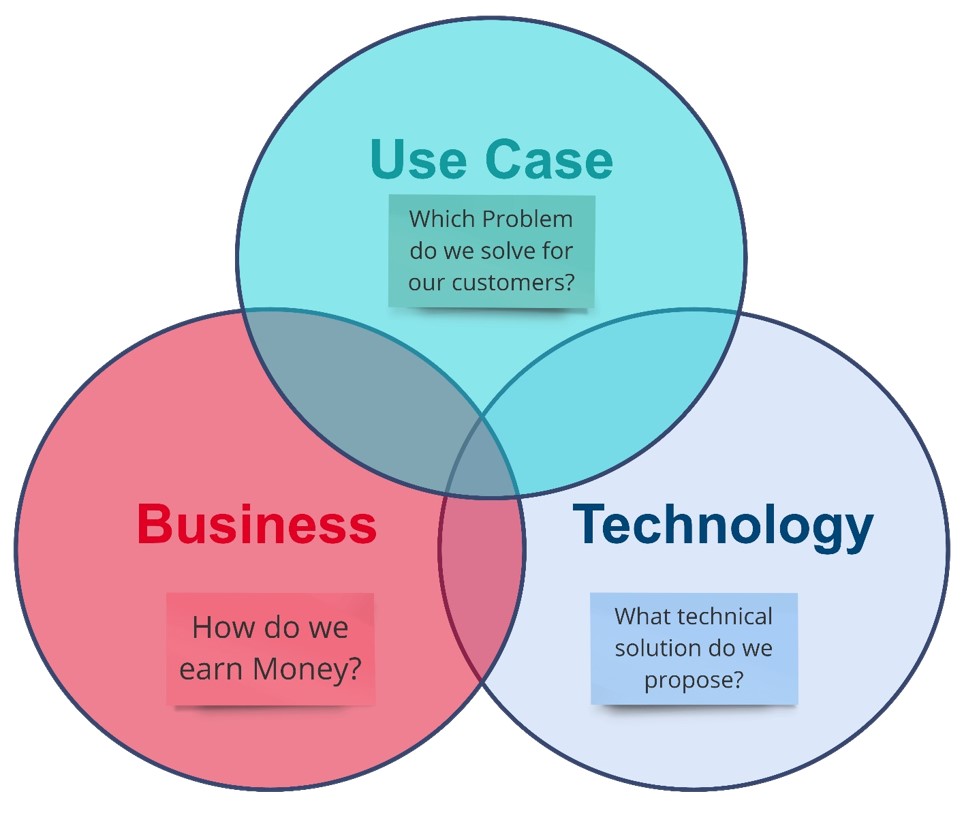 Use Case
Which Problem
do we solve for
our customers?
Business
How do we
earn Money?
Technology
What technical
solution do we
propose?